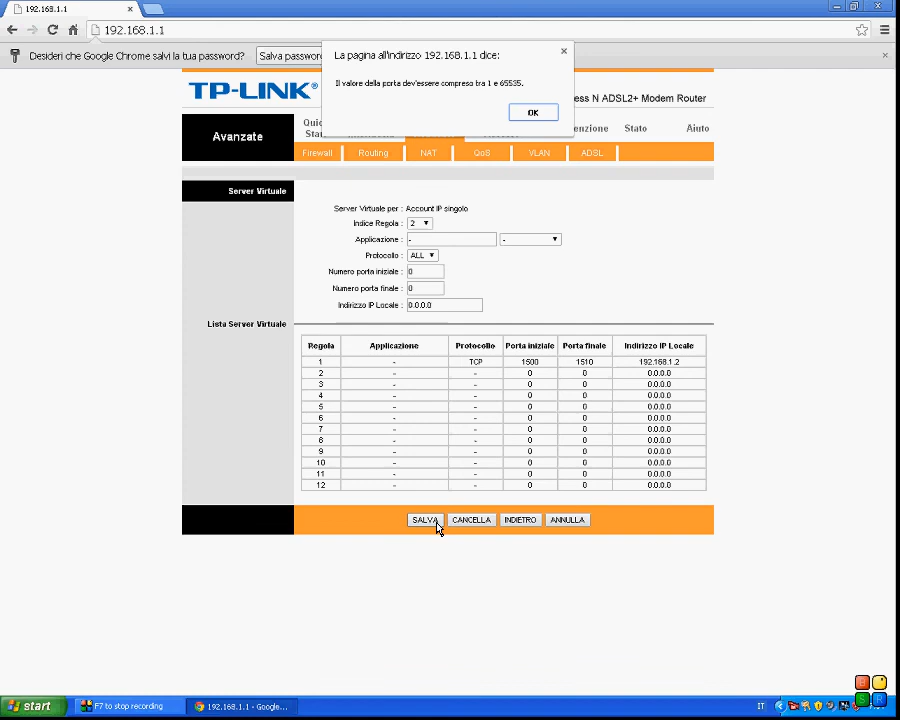 192.168.1.1
192.168.1.1
Desideri che Google Chrome salvi la tua password?
Salva password
La pagina all'indirizzo 192.168.1.1 dice:
Il valore della porta dev'essere compreso tra 1 e 65535.
OK
TP-LINK®
ess N ADSL2+ Modem Router
Avanzate
Quic
Star
enzione
Stato
Aiuto
Firewall
Routing
NAT
QoS
VLAN
ADSL
Server Virtuale
Server Virtuale per : Account IP singolo
Indice Regola : 2
Applicazione : - -
Protocollo : ALL
Numero porta iniziale : 0
Numero porta finale : 0
Indirizzo IP Locale : 0.0.0.0
Lista Server Virtuale
Regola Applicazione Protocollo Porta iniziale Porta finale Indirizzo IP Locale
1 - TCP 1500 1510 192.168.1.2
2 - - 0 0 0.0.0.0
3 - - 0 0 0.0.0.0
4 - - 0 0 0.0.0.0
5 - - 0 0 0.0.0.0
6 - - 0 0 0.0.0.0
7 - - 0 0 0.0.0.0
8 - - 0 0 0.0.0.0
9 - - 0 0 0.0.0.0
10 - - 0 0 0.0.0.0
11 - - 0 0 0.0.0.0
12 - - 0 0 0.0.0.0
SALVA CANCELLA INDIETRO ANNULLA
start
F7 to stop recording
192.168.1.1 - Google...
IT